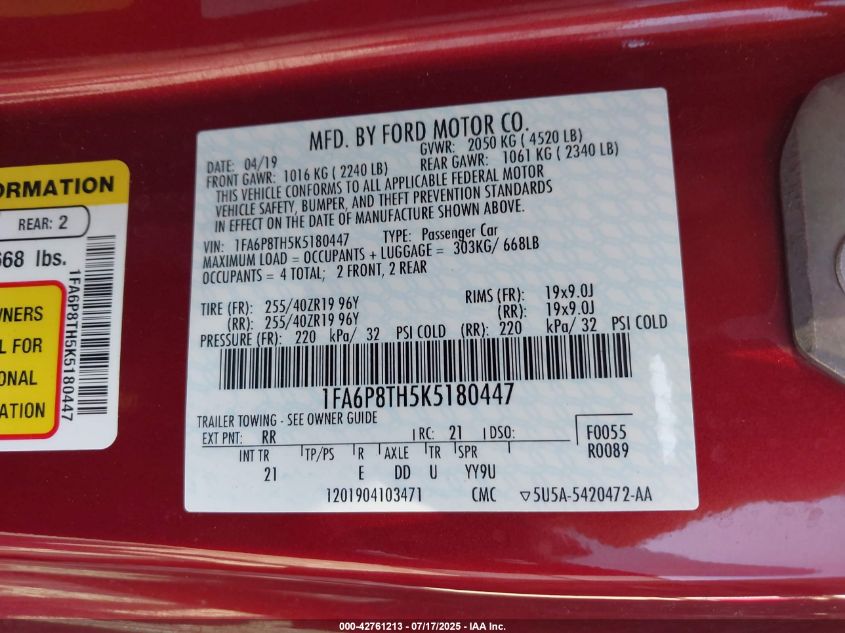 ORMATION
REAR: 2
668 lbs.
WNERS
L FOR
ONAL
ATION
1FA6P8TH5K5180447
MFD. BY FORD MOTOR CO.
DATE: 04/19 GVWR: 2050 KG ( 4520 LB)
FRONT GAWR: 1016 KG ( 2240 LB) REAR GAWR: 1061 KG ( 2340 LB)
THIS VEHICLE CONFORMS TO ALL APPLICABLE FEDERAL MOTOR
VEHICLE SAFETY, BUMPER, AND THEFT PREVENTION STANDARDS
IN EFFECT ON THE DATE OF MANUFACTURE SHOWN ABOVE.
VIN: 1FA6P8TH5K5180447 TYPE: Passenger Car
MAXIMUM LOAD = OCCUPANTS + LUGGAGE = 303KG/ 668LB
OCCUPANTS = 4 TOTAL; 2 FRONT, 2 REAR
TIRE (FR): 255/40ZR19 96Y RIMS (FR): 19x9.0J
(RR): 255/40ZR19 96Y (RR): 19x9.0J
PRESSURE (FR): 220 kPa/ 32 PSI COLD (RR): 220 kPa/ 32 PSI COLD
1FA6P8TH5K5180447
TRAILER TOWING - SEE OWNER GUIDE
EXT PNT: RR RC: 21 DSO: F0055
INT TR TP/PS R AXLE TR SPR R0089
21 E DD U YY9U
1201904103471 CMC ▽5U5A-5420472-AA
000-42761213 - 07/17/2025 - IAA Inc.